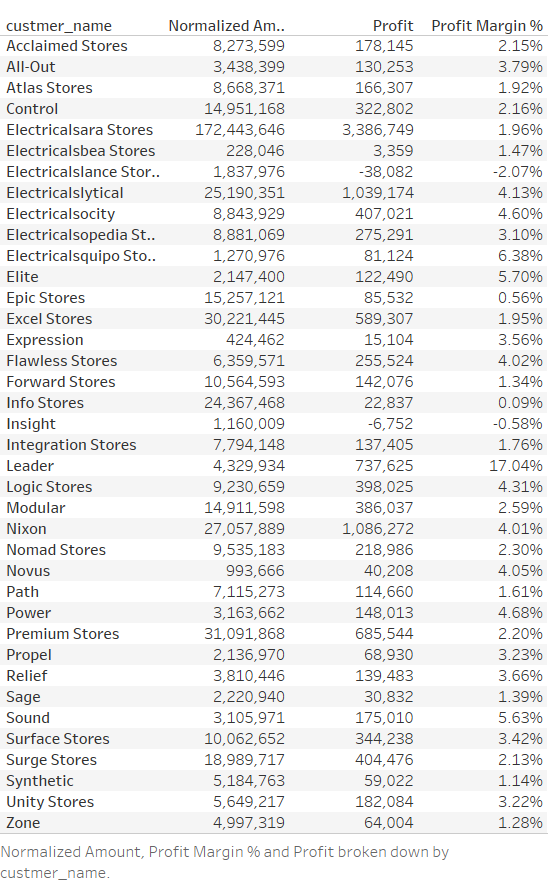 custmer_name Normalized Am.. Profit Profit Margin %
Acclaimed Stores 8,273,599 178,145 2.15%
All-Out 3,438,399 130,253 3.79%
Atlas Stores 8,668,371 166,307 1.92%
Control 14,951,168 322,802 2.16%
Electricalsara Stores 172,443,646 3,386,749 1.96%
Electricalsbea Stores 228,046 3,359 1.47%
Electricalslance Stor.. 1,837,976 -38,082 -2.07%
Electricalslytical 25,190,351 1,039,174 4.13%
Electricalsocity 8,843,929 407,021 4.60%
Electricalsopedia St.. 8,881,069 275,291 3.10%
Electricalsquipo Sto.. 1,270,976 81,124 6.38%
Elite 2,147,400 122,490 5.70%
Epic Stores 15,257,121 85,532 0.56%
Excel Stores 30,221,445 589,307 1.95%
Expression 424,462 15,104 3.56%
Flawless Stores 6,359,571 255,524 4.02%
Forward Stores 10,564,593 142,076 1.34%
Info Stores 24,367,468 22,837 0.09%
Insight 1,160,009 -6,752 -0.58%
Integration Stores 7,794,148 137,405 1.76%
Leader 4,329,934 737,625 17.04%
Logic Stores 9,230,659 398,025 4.31%
Modular 14,911,598 386,037 2.59%
Nixon 27,057,889 1,086,272 4.01%
Nomad Stores 9,535,183 218,986 2.30%
Novus 993,666 40,208 4.05%
Path 7,115,273 114,660 1.61%
Power 3,163,662 148,013 4.68%
Premium Stores 31,091,868 685,544 2.20%
Propel 2,136,970 68,930 3.23%
Relief 3,810,446 139,483 3.66%
Sage 2,220,940 30,832 1.39%
Sound 3,105,971 175,010 5.63%
Surface Stores 10,062,652 344,238 3.42%
Surge Stores 18,989,717 404,476 2.13%
Synthetic 5,184,763 59,022 1.14%
Unity Stores 5,649,217 182,084 3.22%
Zone 4,997,319 64,004 1.28%
Normalized Amount, Profit Margin % and Profit broken down by
custmer_name.